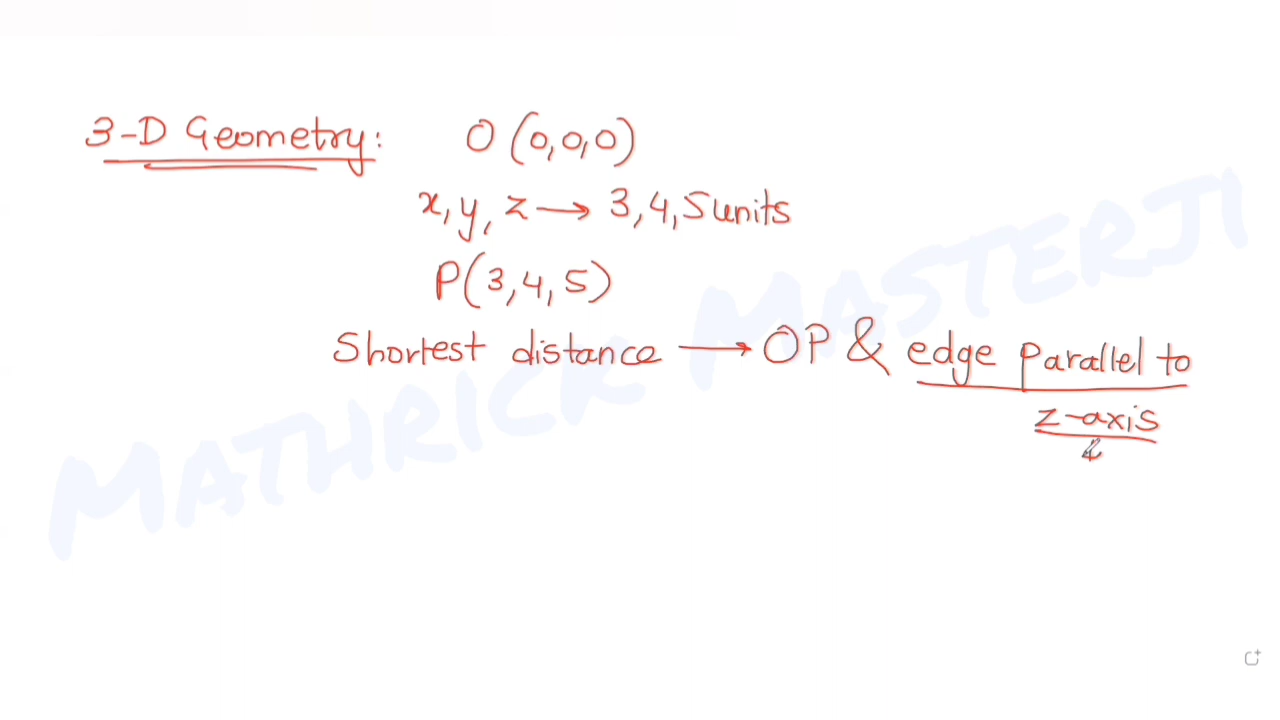 3-D Geometry: O (0,0,0)
x, y, z → 3, 4, 5 units
P(3, 4, 5)
Shortest distance → OP & edge parallel to
z-axis
MATHRICK MASTERJI